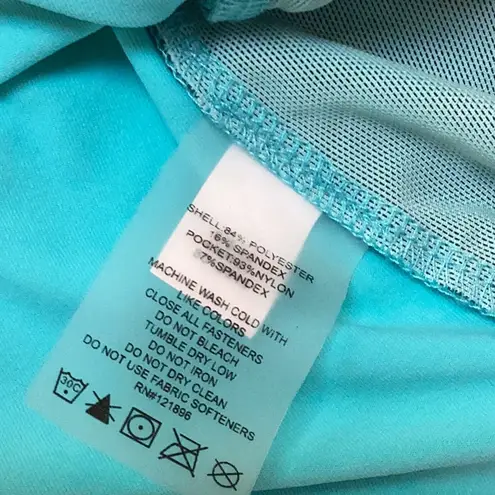 SHELL:84% POLYESTER
16% SPANDEX
POCKET:93%NYLON
7%SPANDEX
MACHINE WASH COLD WITH
LIKE COLORS
CLOSE ALL FASTENERS
DO NOT BLEACH
TUMBLE DRY LOW
DO NOT IRON
DO NOT DRY CLEAN
DO NOT USE FABRIC SOFTENERS
RN#121896
30C